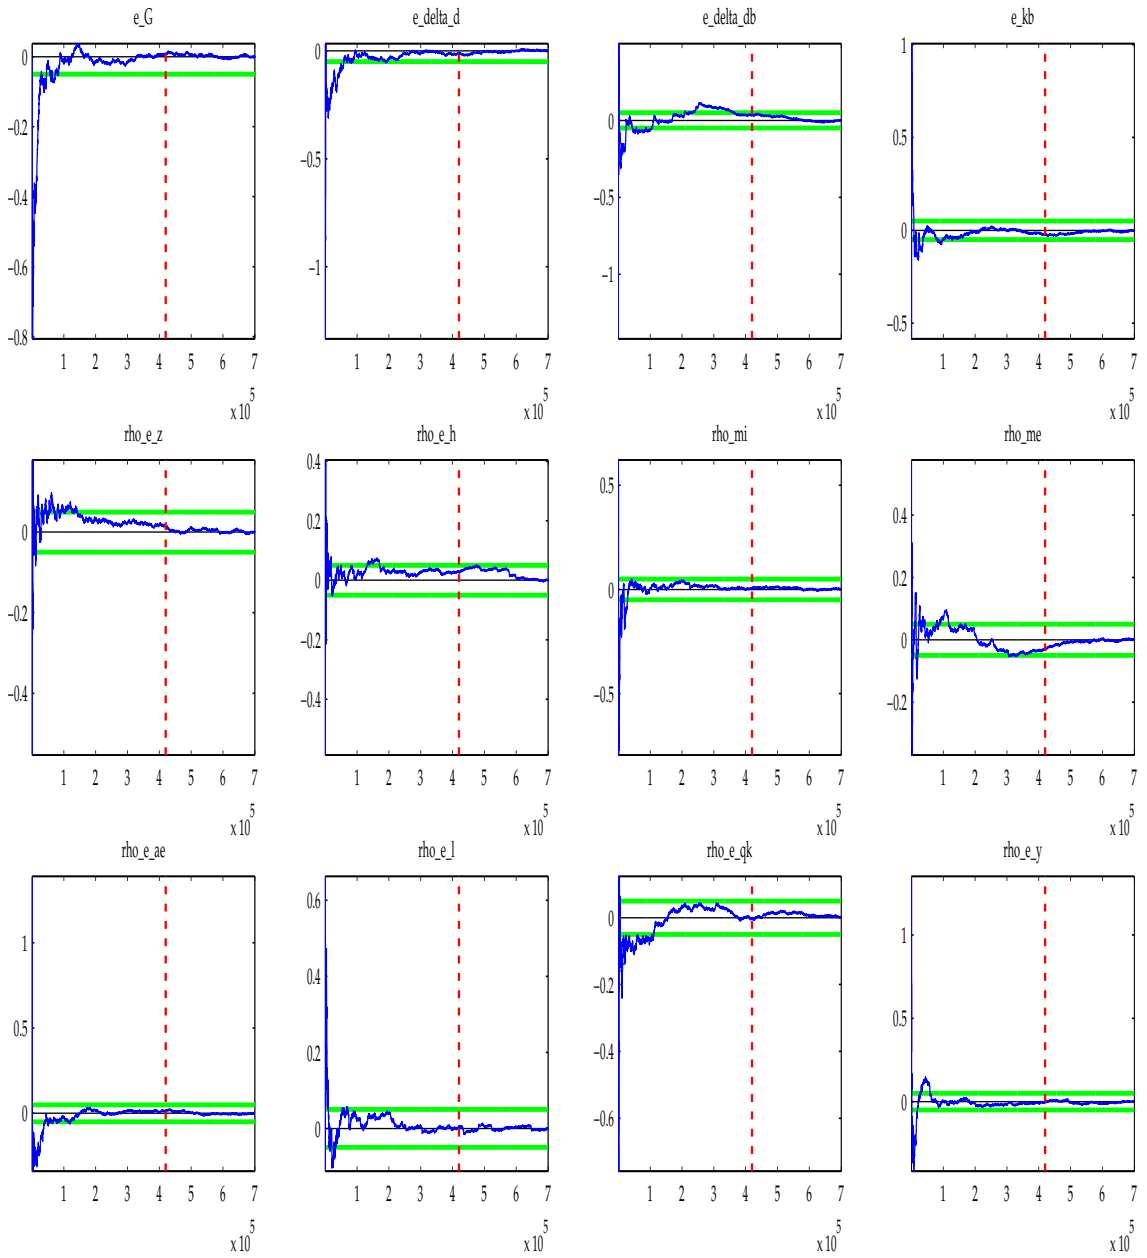 e_G e_delta_d e_delta_db e_kb
0 −0.2 −0.4 −0.6 −0.8
0 −0.5 −1
0 −0.5 −1
1 0.5 0 −0.5
1 2 3 4 5 6 7 1 2 3 4 5 6 7 1 2 3 4 5 6 7 1 2 3 4 5 6 7
x 10^5 x 10^5 x 10^5 x 10^5
rho_e_z rho_e_h rho_mi rho_me
0 −0.2 −0.4
0.4 0.2 0 −0.2 −0.4
0.5 0 −0.5
0.4 0.2 0 −0.2
1 2 3 4 5 6 7 1 2 3 4 5 6 7 1 2 3 4 5 6 7 1 2 3 4 5 6 7
x 10^5 x 10^5 x 10^5 x 10^5
rho_e_ae rho_e_l rho_e_qk rho_e_y
1 0.5 0
0.6 0.4 0.2 0
0 −0.2 −0.4 −0.6
1 0.5 0
1 2 3 4 5 6 7 1 2 3 4 5 6 7 1 2 3 4 5 6 7 1 2 3 4 5 6 7
x 10^5 x 10^5 x 10^5 x 10^5